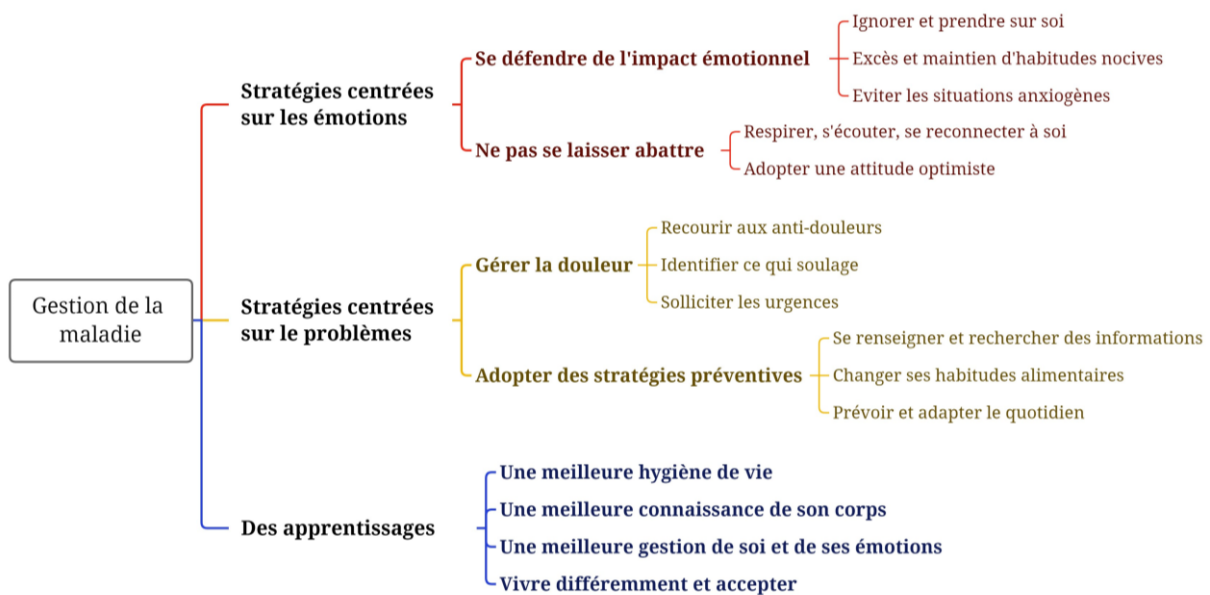 Gestion de la
maladie
Stratégies centrées
sur les émotions
Se défendre de l'impact émotionnel
Ignorer et prendre sur soi
Excès et maintien d'habitudes nocives
Eviter les situations anxiogènes
Ne pas se laisser abattre
Respirer, s'écouter, se reconnecter à soi
Adopter une attitude optimiste
Stratégies centrées
sur le problèmes
Gérer la douleur
Recourir aux anti-douleurs
Identifier ce qui soulage
Solliciter les urgences
Adopter des stratégies préventives
Se renseigner et rechercher des informations
Changer ses habitudes alimentaires
Prévoir et adapter le quotidien
Des apprentissages
Une meilleure hygiène de vie
Une meilleure connaissance de son corps
Une meilleure gestion de soi et de ses émotions
Vivre différemment et accepter